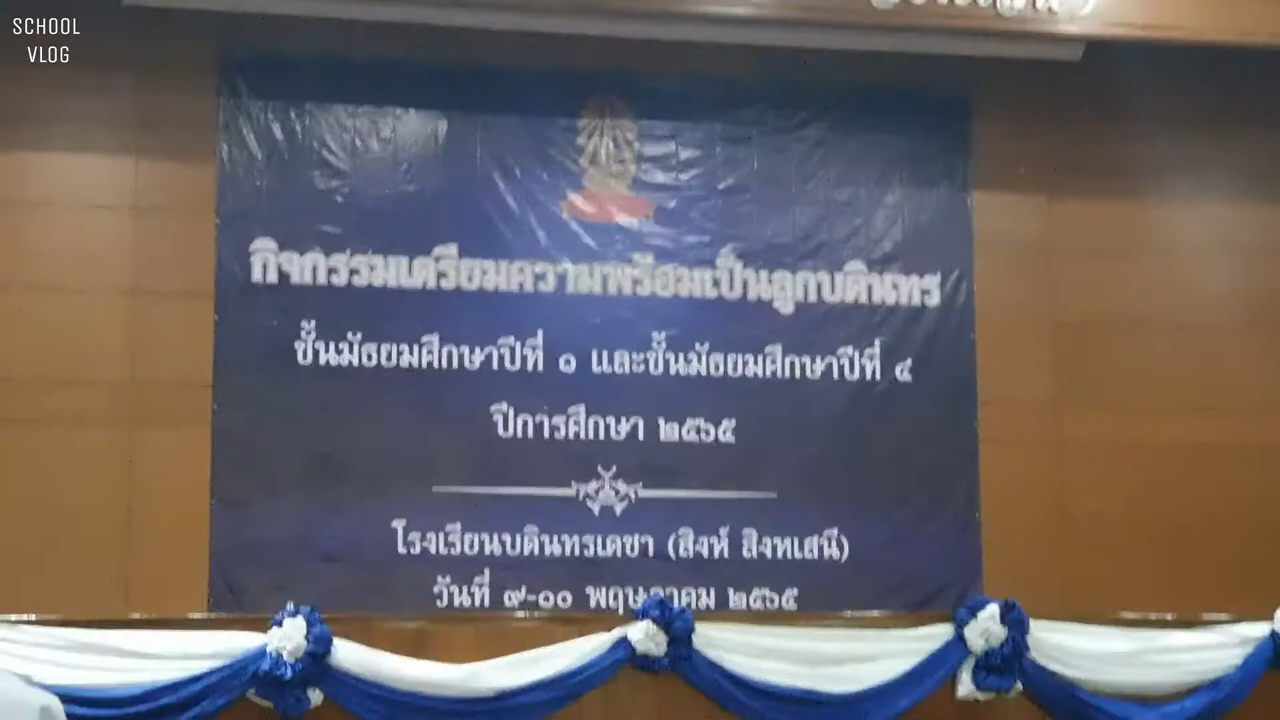 SCHOOL
VLOG
กิจกรรมเตรียมความพร้อมเป็นลูกบดินทร
ชั้นมัธยมศึกษาปีที่ ๑ และชั้นมัธยมศึกษาปีที่ ๔
ปีการศึกษา ๒๕๖๕
โรงเรียนบดินทรเดชา (สิงห์ สิงหเสนี)
วันที่ ๙-๑๐ พฤษภาคม ๒๕๖๕